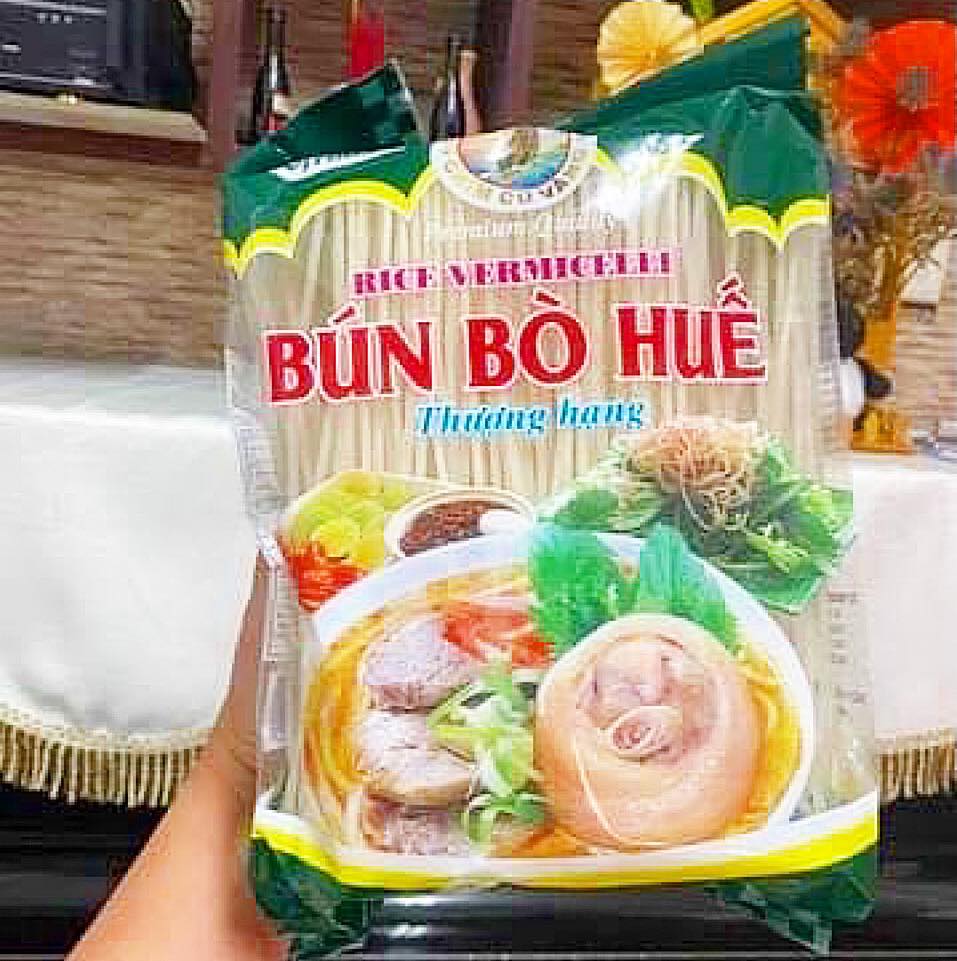 Premium Quality
RICE VERMICELLI
BÚN BÒ HUẾ
Thượng hạng